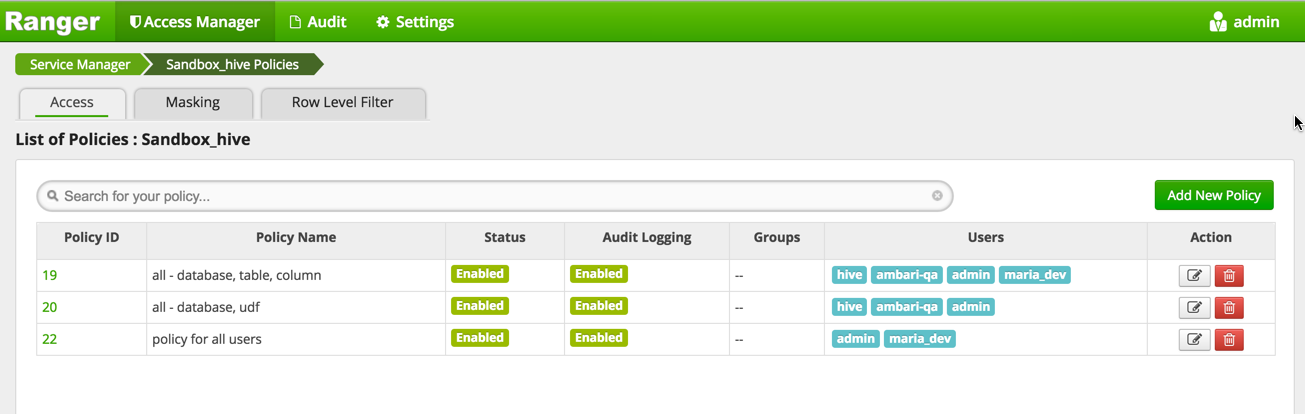 Ranger Access Manager Audit Settings admin
Service Manager Sandbox_hive Policies
Access Masking Row Level Filter
List of Policies : Sandbox_hive
Search for your policy... Add New Policy
Policy ID Policy Name Status Audit Logging Groups Users Action
19 all - database, table, column Enabled Enabled -- hive ambari-qa admin maria_dev
20 all - database, udf Enabled Enabled -- hive ambari-qa admin
22 policy for all users Enabled Enabled -- admin maria_dev